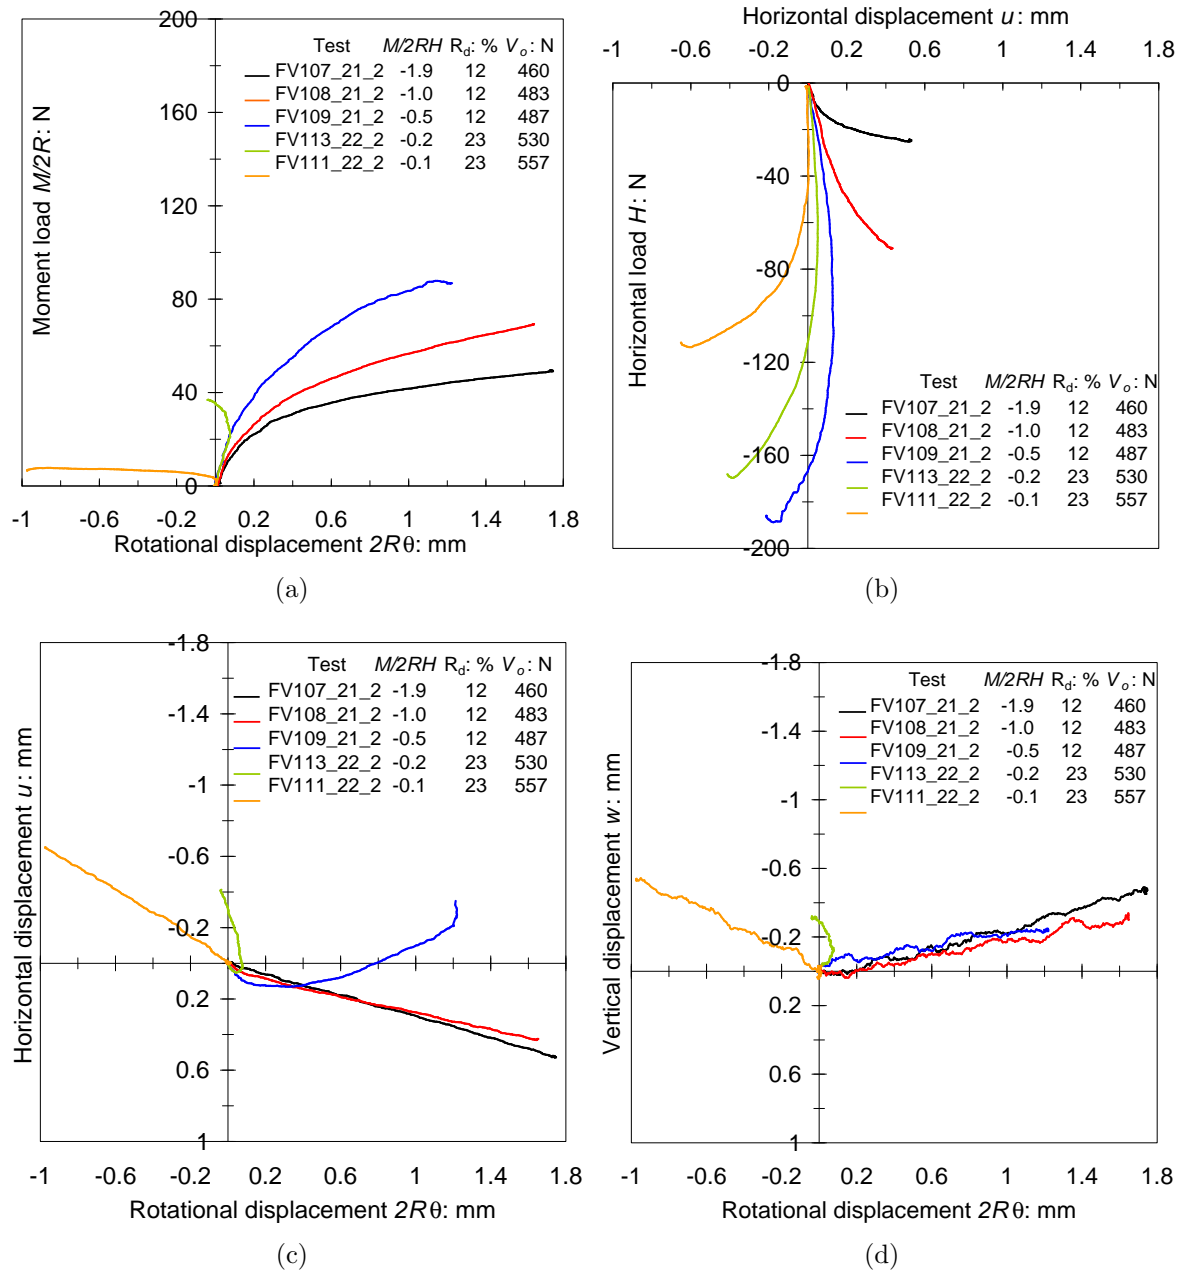 200
160
120
80
40
0
Moment load M/2R: N
Test M/2RH Rd: % Vo: N
FV107_21_2 -1.9 12 460
FV108_21_2 -1.0 12 483
FV109_21_2 -0.5 12 487
FV113_22_2 -0.2 23 530
FV111_22_2 -0.1 23 557
-1 -0.6 -0.2 0.2 0.6 1 1.4 1.8
Rotational displacement 2Rθ: mm
(a)
Horizontal displacement u: mm
-1 -0.6 -0.2 0.2 0.6 1 1.4 1.8
0
-40
-80
-120
-160
-200
Horizontal load H: N
Test M/2RH Rd: % Vo: N
FV107_21_2 -1.9 12 460
FV108_21_2 -1.0 12 483
FV109_21_2 -0.5 12 487
FV113_22_2 -0.2 23 530
FV111_22_2 -0.1 23 557
(b)
-1.8
-1.4
-1
-0.6
-0.2
0.2
0.6
1
Horizontal displacement u: mm
Test M/2RH Rd: % Vo: N
FV107_21_2 -1.9 12 460
FV108_21_2 -1.0 12 483
FV109_21_2 -0.5 12 487
FV113_22_2 -0.2 23 530
FV111_22_2 -0.1 23 557
-1 -0.6 -0.2 0.2 0.6 1 1.4 1.8
Rotational displacement 2Rθ: mm
(c)
-1.8
-1.4
-1
-0.6
-0.2
0.2
0.6
1
Vertical displacement w: mm
Test M/2RH Rd: % Vo: N
FV107_21_2 -1.9 12 460
FV108_21_2 -1.0 12 483
FV109_21_2 -0.5 12 487
FV113_22_2 -0.2 23 530
FV111_22_2 -0.1 23 557
-1 -0.6 -0.2 0.2 0.6 1 1.4 1.8
Rotational displacement 2Rθ: mm
(d)